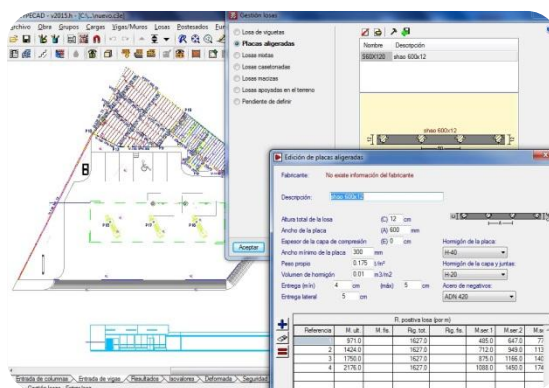 PECAD - v2015.h - [C:\...\nuevo.c3e]
Archivo Obra Grupos Cargas Vigas/Muros Losas Postesados
Gestión losas
Losa de viguetas
Placas aligeradas
Losas mixtas
Losas casetonadas
Losas macizas
Losas apoyadas en el terreno
Pendiente de definir
Aceptar
Nombre Descripción
S60X120 shao 600x12
shao 600x12
Edición de placas aligeradas
Fabricante: No existe información del fabricante
Descripción: shao 600x12
Altura total de la losa (C) 12 cm
Ancho de la placa (A) 600 mm
Espesor de la capa de compresión (E) 0 cm
Ancho mínimo de la placa 300 mm
Peso propio 0.175 t/m²
Volumen de hormigón 0.01 m3/m2
Entrega (mín) 4 cm (máx) 5 cm
Entrega lateral 5 cm
Hormigón de la placa:
H-40
Hormigón de la capa y juntas:
H-20
Acero de negativos:
ADN 420
Fl. positiva losa (por m)
Referencia M. ult. M. fis. Rig. tot. Rig. fis. M.ser 1 M.ser 2
1 971.0 1627.0 485.0 647.0
2 1424.0 1627.0 712.0 949.0
3 1750.0 1627.0 875.0 1166.0
4 2176.0 1627.0 1088.0 1450.0
Entrada de columnas Entrada de vigas Resultados Isovalores Deformada Seguridad